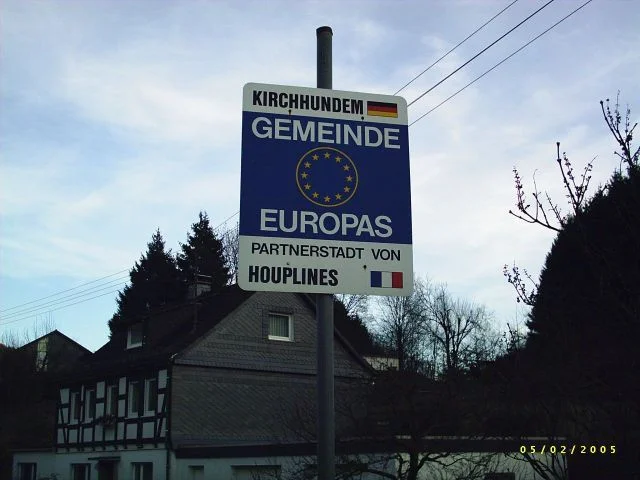 KIRCHHUNDEM
GEMEINDE
EUROPAS
PARTNERSTADT VON
HOUPLINES
05/02/2005